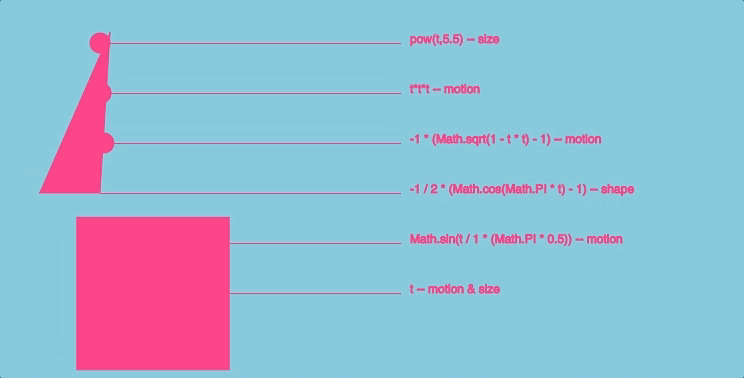 pow(t,5.5) – size
t*t*t – motion
-1 * (Math.sqrt(1 - t * t) - 1) – motion
-1 / 2 * (Math.cos(Math.PI * t) - 1) – shape
Math.sin(t / 1 * (Math.PI * 0.5)) – motion
t – motion & size